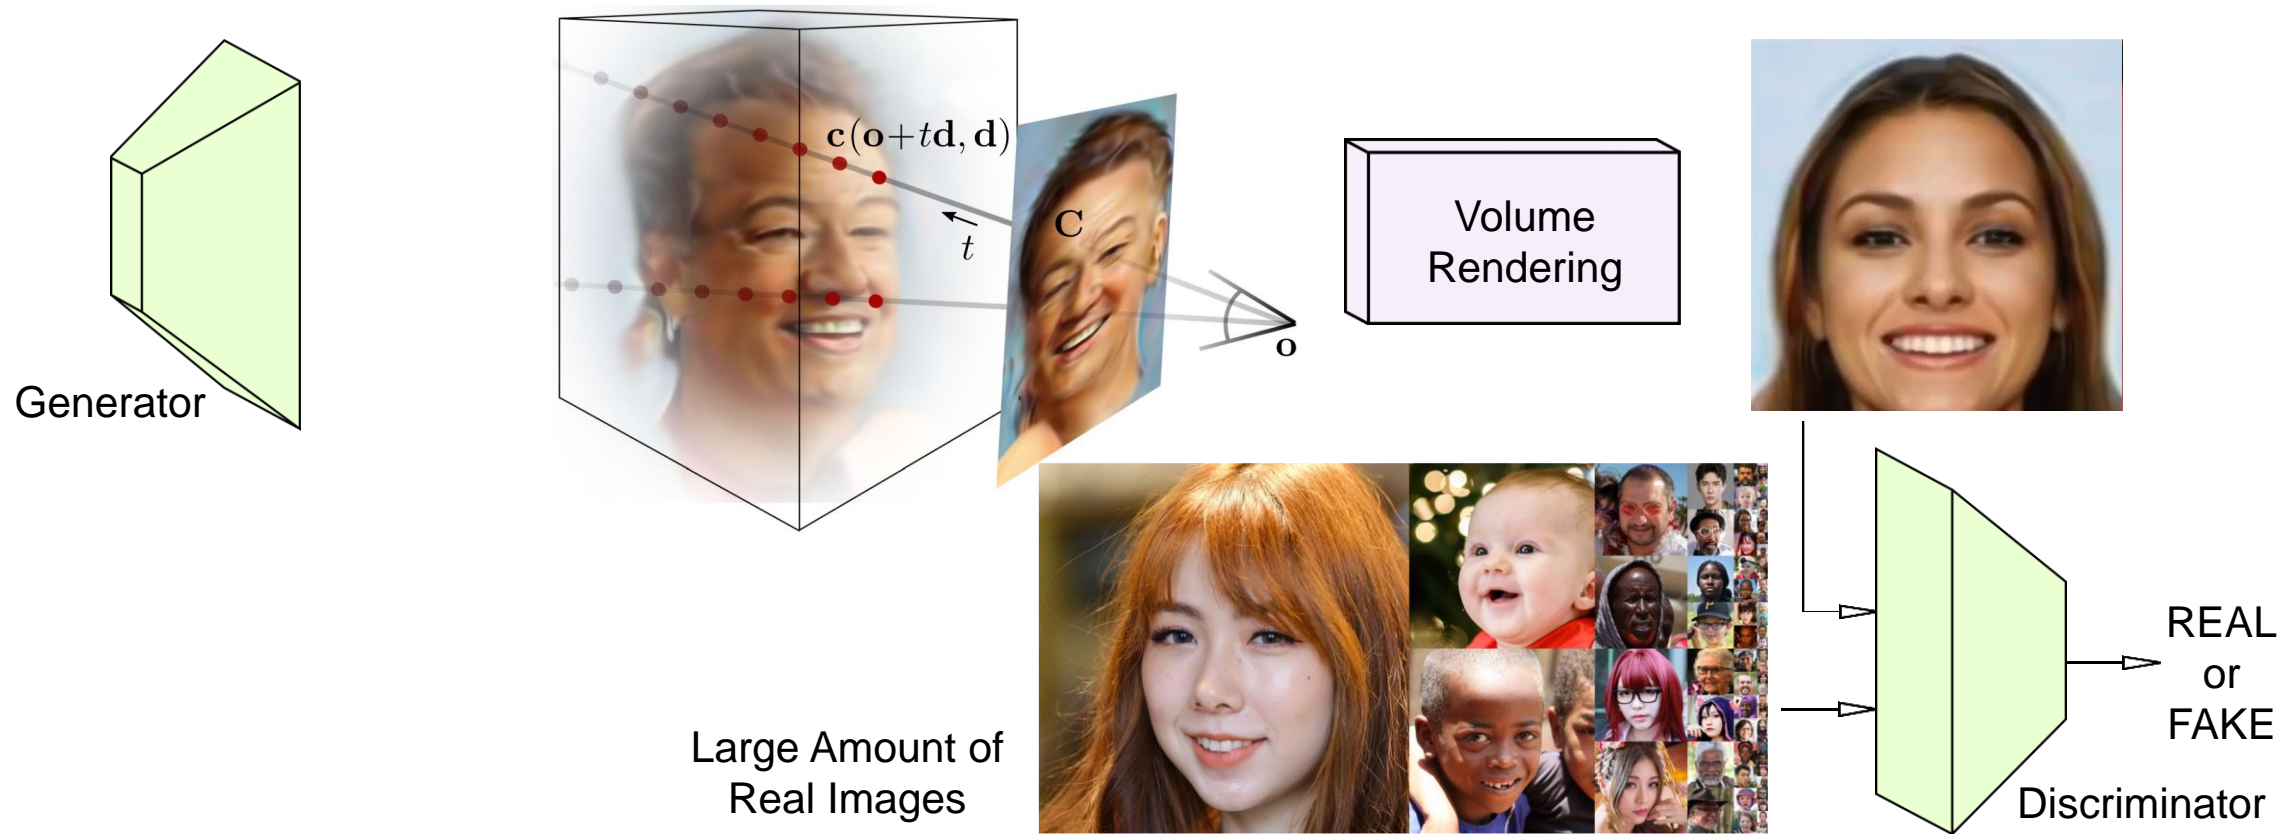 Generator
c(o+td, d)
C
t
o
Volume
Rendering
Large Amount of
Real Images
REAL
or
FAKE
Discriminator